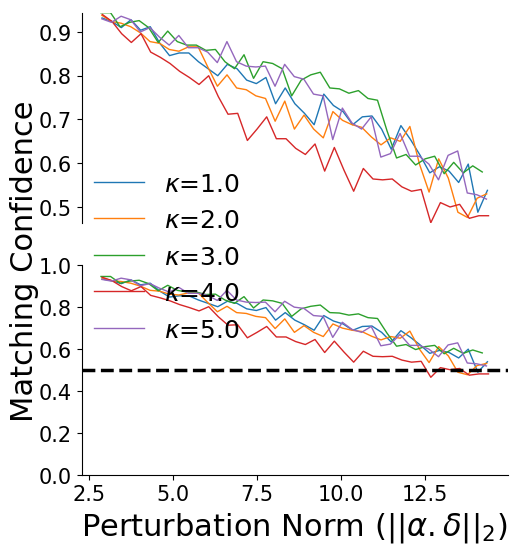 Matching Confidence
0.9
0.8
0.7
0.6
0.5
κ=1.0
κ=2.0
κ=3.0
κ=4.0
κ=5.0
1.0
0.8
0.6
0.4
0.2
0.0
2.5 5.0 7.5 10.0 12.5
Perturbation Norm (||α.δ||₂)